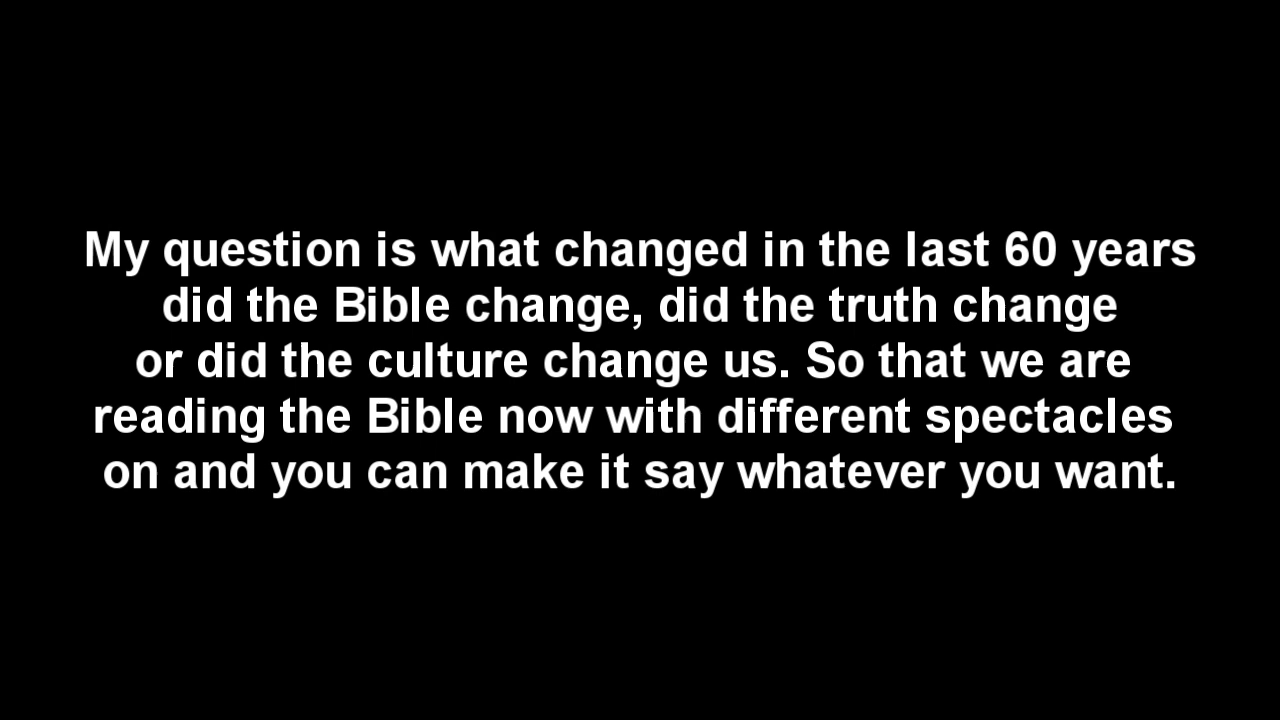 My question is what changed in the last 60 years
did the Bible change, did the truth change
or did the culture change us. So that we are
reading the Bible now with different spectacles
on and you can make it say whatever you want.